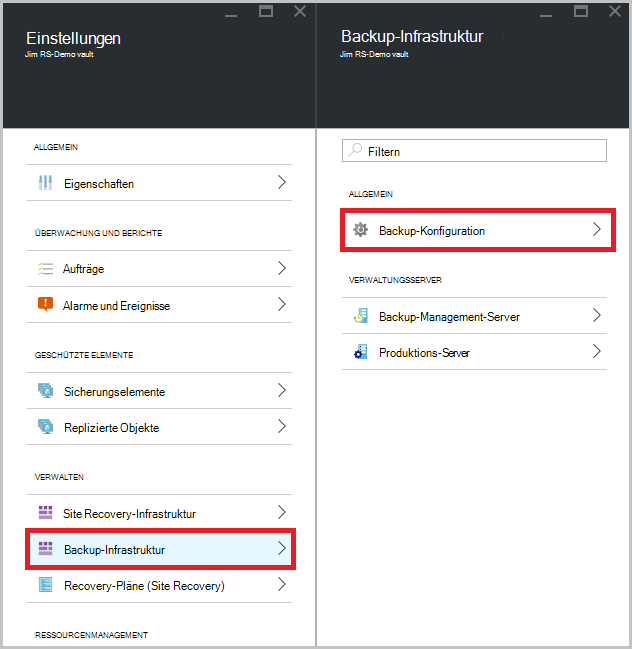 Einstellungen
Jim RS-Demo vault
ALLGEMEIN
Eigenschaften
ÜBERWACHUNG UND BERICHTE
Aufträge
Alarme und Ereignisse
GESCHÜTZTE ELEMENTE
Sicherungselemente
Replizierte Objekte
VERWALTEN
Site Recovery-Infrastruktur
Backup-Infrastruktur
Recovery-Pläne (Site Recovery)
RESSOURCENMANAGEMENT
Backup-Infrastruktur
Jim RS-Demo vault
Filtern
ALLGEMEIN
Backup-Konfiguration
VERWALTUNGSSERVER
Backup-Management-Server
Produktions-Server